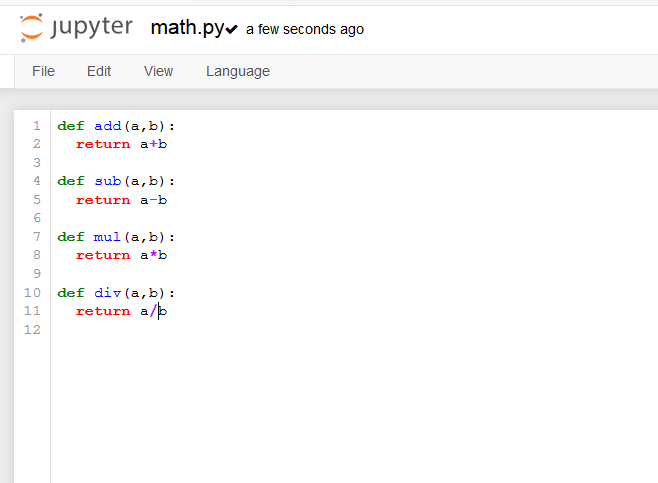 jupyter math.py✔ a few seconds ago
File Edit View Language
1 def add(a,b):
2   return a+b
3
4 def sub(a,b):
5   return a-b
6
7 def mul(a,b):
8   return a*b
9
10 def div(a,b):
11   return a/b
12